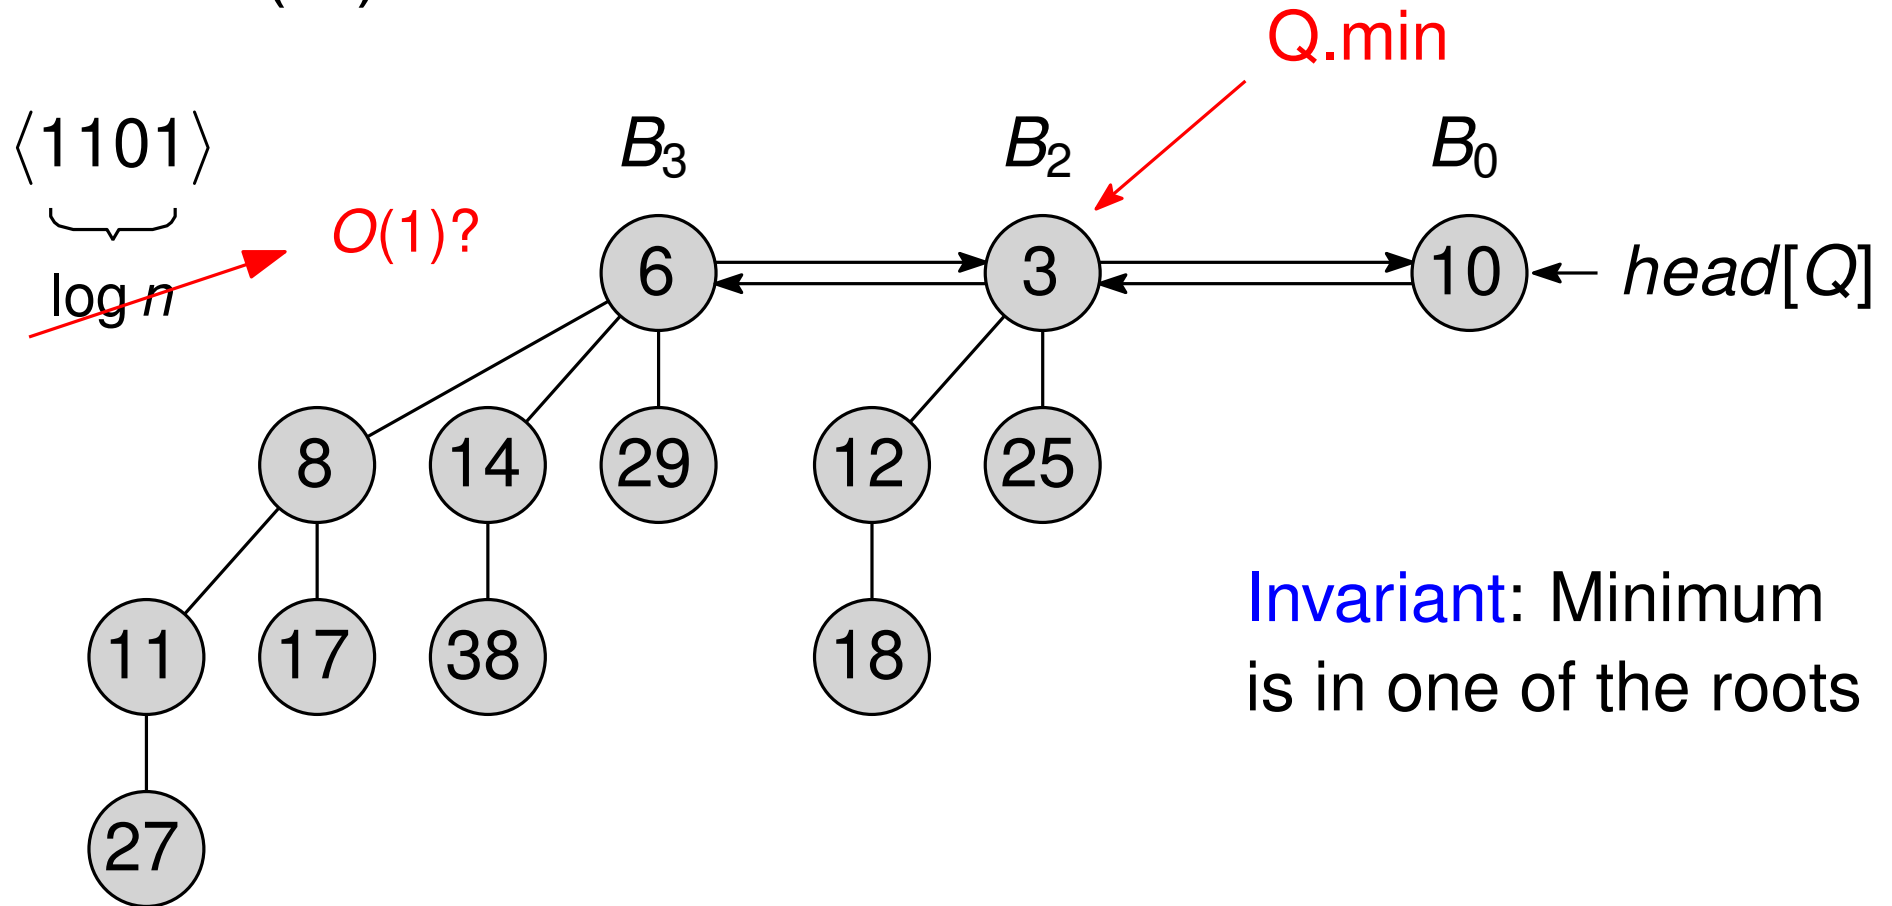 Q.min
⟨1101⟩
B₃
B₂
B₀
O(1)?
log n
6
3
10
head[Q]
8
14
29
12
25
11
17
38
18
Invariant: Minimum
is in one of the roots
27